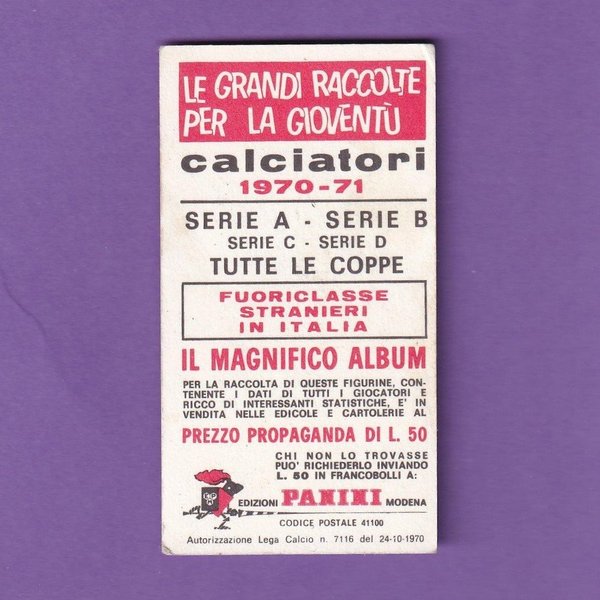 LE GRANDI RACCOLTE
PER LA GIOVENTÙ
calciatori
1970-71
SERIE A - SERIE B
SERIE C - SERIE D
TUTTE LE COPPE
FUORICLASSE
STRANIERI
IN ITALIA
IL MAGNIFICO ALBUM
PER LA RACCOLTA DI QUESTE FIGURINE, CON-
TENENTE I DATI DI TUTTI I GIOCATORI E
RICCO DI INTERESSANTI STATISTICHE, E' IN
VENDITA NELLE EDICOLE E CARTOLERIE AL
PREZZO PROPAGANDA DI L. 50
CHI NON LO TROVASSE
PUO' RICHIEDERLO INVIANDO
L. 50 IN FRANCOBOLLI A:
EDIZIONI PANINI MODENA
CODICE POSTALE 41100
Autorizzazione Lega Calcio n. 7116 del 24-10-1970